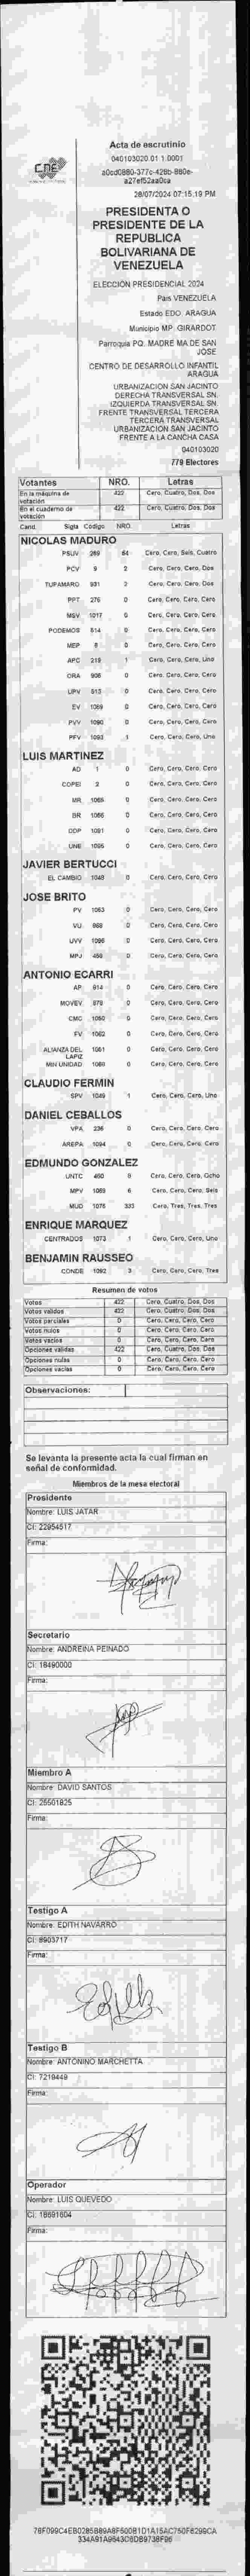 CNE
Acta de escrutinio
040103020.01.1.0001
28/07/2024 07:15:19 PM
PRESIDENTA O
PRESIDENTE DE LA
REPUBLICA
BOLIVARIANA DE
VENEZUELA
ELECCIÓN PRESIDENCIAL 2024
Pais VENEZUELA
Estado EDO. ARAGUA
Municipio MP. GIRARDOT
Parroquia PQ. MADRE MA DE SAN
JOSE
CENTRO DE DESARROLLO INFANTIL
ARAGUA
URBANIZACION SAN JACINTO
DERECHA TRANSVERSAL SN.
IZQUIERDA TRANSVERSAL SN.
FRENTE TRANSVERSAL TERCERA
TERCERA TRANSVERSAL
URBANIZACION SAN JACINTO
FRENTE A LA CANCHA CASA
040103020
779 Electores
Votantes NRO. Letras
En la máquina de votación 422 Cero, Cuatro, Dos, Dos
En el cuaderno de votación 422 Cero, Cuatro, Dos, Dos
Cand. Sigla Codigo NRO. Letras
NICOLAS MADURO
PSUV 289 64 Cero, Cero, Seis, Cuatro
PCV 9 2 Cero, Cero, Cero, Dos
TUPAMARO 931 2 Cero, Cero, Cero, Dos
PPT 276 0 Cero, Cero, Cero, Cero
MSV 1017 0 Cero, Cero, Cero, Cero
PODEMOS 814 0 Cero, Cero, Cero, Cero
MEP 8 0 Cero, Cero, Cero, Cero
APC 219 1 Cero, Cero, Cero, Uno
ORA 906 0 Cero, Cero, Cero, Cero
UPV 513 0 Cero, Cero, Cero, Cero
EV 1089 0 Cero, Cero, Cero, Cero
PVV 1090 0 Cero, Cero, Cero, Cero
PFV 1093 1 Cero, Cero, Cero, Uno
LUIS MARTINEZ
AD 1 0 Cero, Cero, Cero, Cero
COPEI 2 0 Cero, Cero, Cero, Cero
MR 1065 0 Cero, Cero, Cero, Cero
BR 1066 0 Cero, Cero, Cero, Cero
DDP 1091 0 Cero, Cero, Cero, Cero
UNE 1095 0 Cero, Cero, Cero, Cero
JAVIER BERTUCCI
EL CAMBIO 1048 0 Cero, Cero, Cero, Cero
JOSE BRITO
PV 1053 0 Cero, Cero, Cero, Cero
VU 868 0 Cero, Cero, Cero, Cero
UVV 1096 0 Cero, Cero, Cero, Cero
MPJ 458 0 Cero, Cero, Cero, Cero
ANTONIO ECARRI
AP 914 0 Cero, Cero, Cero, Cero
MOVEV 879 0 Cero, Cero, Cero, Cero
CMC 1050 0 Cero, Cero, Cero, Cero
FV 1062 0 Cero, Cero, Cero, Cero
ALIANZA DEL LAPIZ 1061 0 Cero, Cero, Cero, Cero
MIN UNIDAD 1069 0 Cero, Cero, Cero, Cero
CLAUDIO FERMIN
SPV 1049 1 Cero, Cero, Cero, Uno
DANIEL CEBALLOS
VPA 236 0 Cero, Cero, Cero, Cero
AREPA 1094 0 Cero, Cero, Cero, Cero
EDMUNDO GONZALEZ
UNTC 460 8 Cero, Cero, Cero, Ocho
MPV 1069 6 Cero, Cero, Cero, Seis
MUD 1076 333 Cero, Tres, Tres, Tres
ENRIQUE MARQUEZ
CENTRADOS 1073 1 Cero, Cero, Cero, Uno
BENJAMIN RAUSSEO
CONDE 1092 3 Cero, Cero, Cero, Tres
Resumen de votos
Votos 422 Cero, Cuatro, Dos, Dos
Votos validos 422 Cero, Cuatro, Dos, Dos
Votos parciales 0 Cero, Cero, Cero, Cero
Votos nulos 0 Cero, Cero, Cero, Cero
Votos vacios 0 Cero, Cero, Cero, Cero
Opciones validas 422 Cero, Cuatro, Dos, Dos
Opciones nulas 0 Cero, Cero, Cero, Cero
Opciones vacias 0 Cero, Cero, Cero, Cero
Observaciones:
Se levanta la presente acta la cual firman en
señal de conformidad.
Miembros de la mesa electoral
Presidente
Nombre: LUIS JATAR
CI: 22954517
Firma:
Secretario
Nombre: ANDREINA PEINADO
CI: 18490000
Firma:
Miembro A
Nombre: DAVID SANTOS
CI: 26501825
Firma:
Testigo A
Nombre: EDITH NAVARRO
CI: 8903717
Firma:
Testigo B
Nombre: ANTONINO MARCHETTA
CI: 7219449
Firma:
Operador
Nombre: LUIS QUEVEDO
CI: 18691604
Firma: